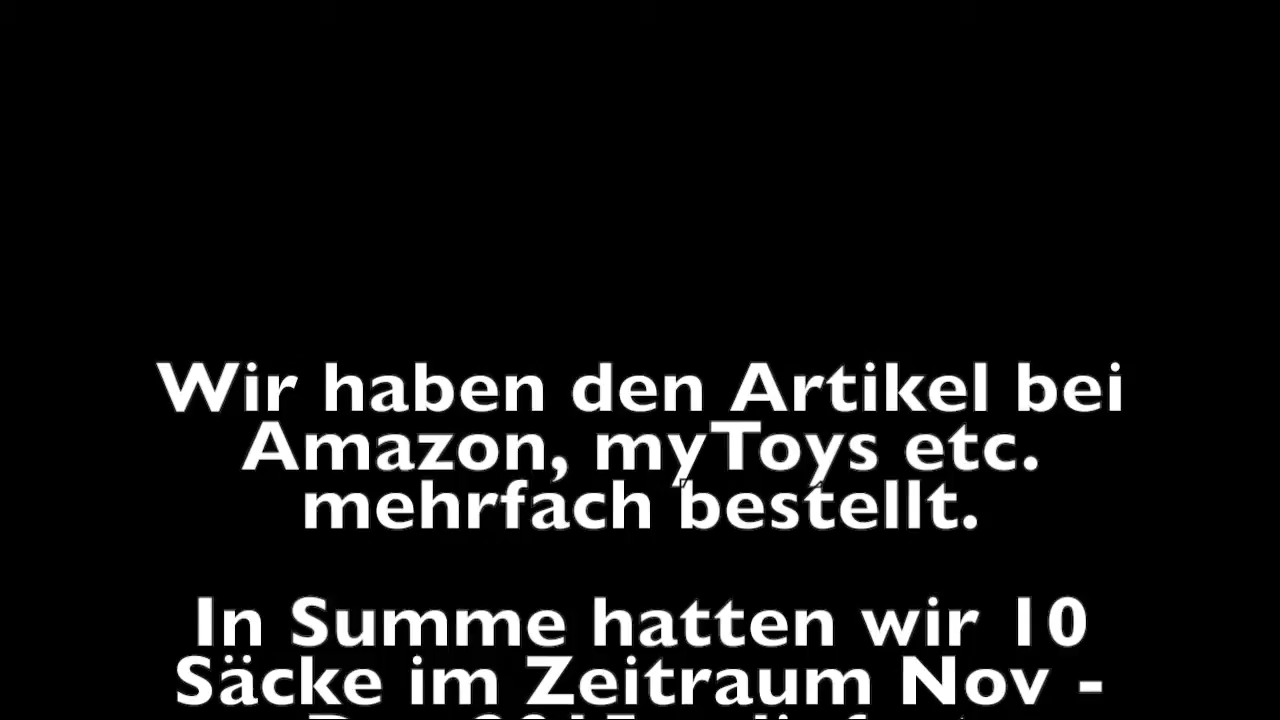 Wir haben den Artikel bei
Amazon, myToys etc.
mehrfach bestellt.
In Summe hatten wir 10
Säcke im Zeitraum Nov -